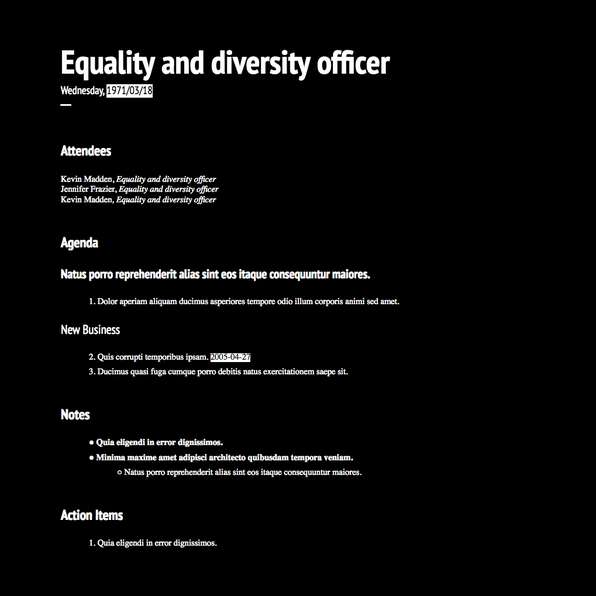 Equality and diversity officer
Wednesday, 1971/03/18
Attendees
Kevin Madden, Equality and diversity officer
Jennifer Frazier, Equality and diversity officer
Kevin Madden, Equality and diversity officer
Agenda
Natus porro reprehenderit alias sint eos itaque consequuntur maiores.
1. Dolor aperiam aliquam ducimus asperiores tempore odio illum corporis animi sed amet.
New Business
2. Quis corrupti temporibus ipsam. 2005-04-27
3. Ducimus quasi fuga cumque porro debitis natus exercitationem saepe sit.
Notes
● Quia eligendi in error dignissimos.
● Minima maxime amet adipisci architecto quibusdam tempora veniam.
○ Natus porro reprehenderit alias sint eos itaque consequuntur maiores.
Action Items
1. Quia eligendi in error dignissimos.